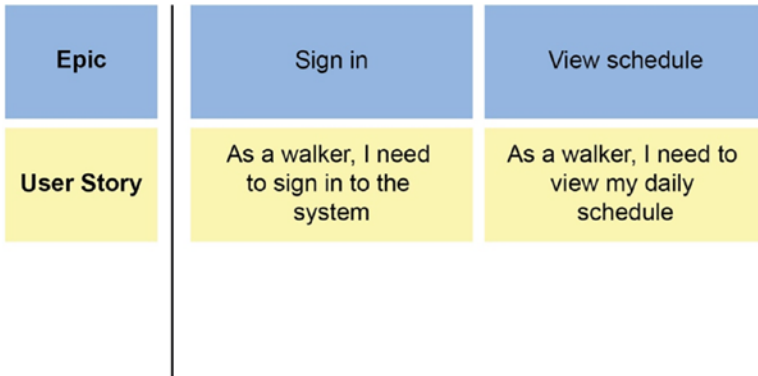 Epic
Sign in
View schedule
User Story
As a walker, I need
to sign in to the
system
As a walker, I need to
view my daily
schedule